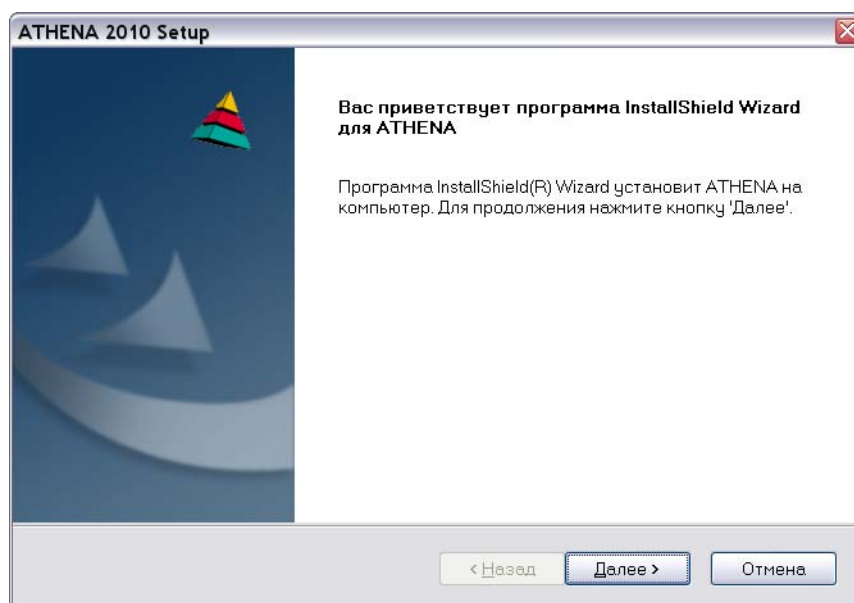 ATHENA 2010 Setup
Вас приветствует программа InstallShield Wizard
для ATHENA
Программа InstallShield(R) Wizard установит ATHENA на
компьютер. Для продолжения нажмите кнопку 'Далее'.
< Назад
Далее >
Отмена